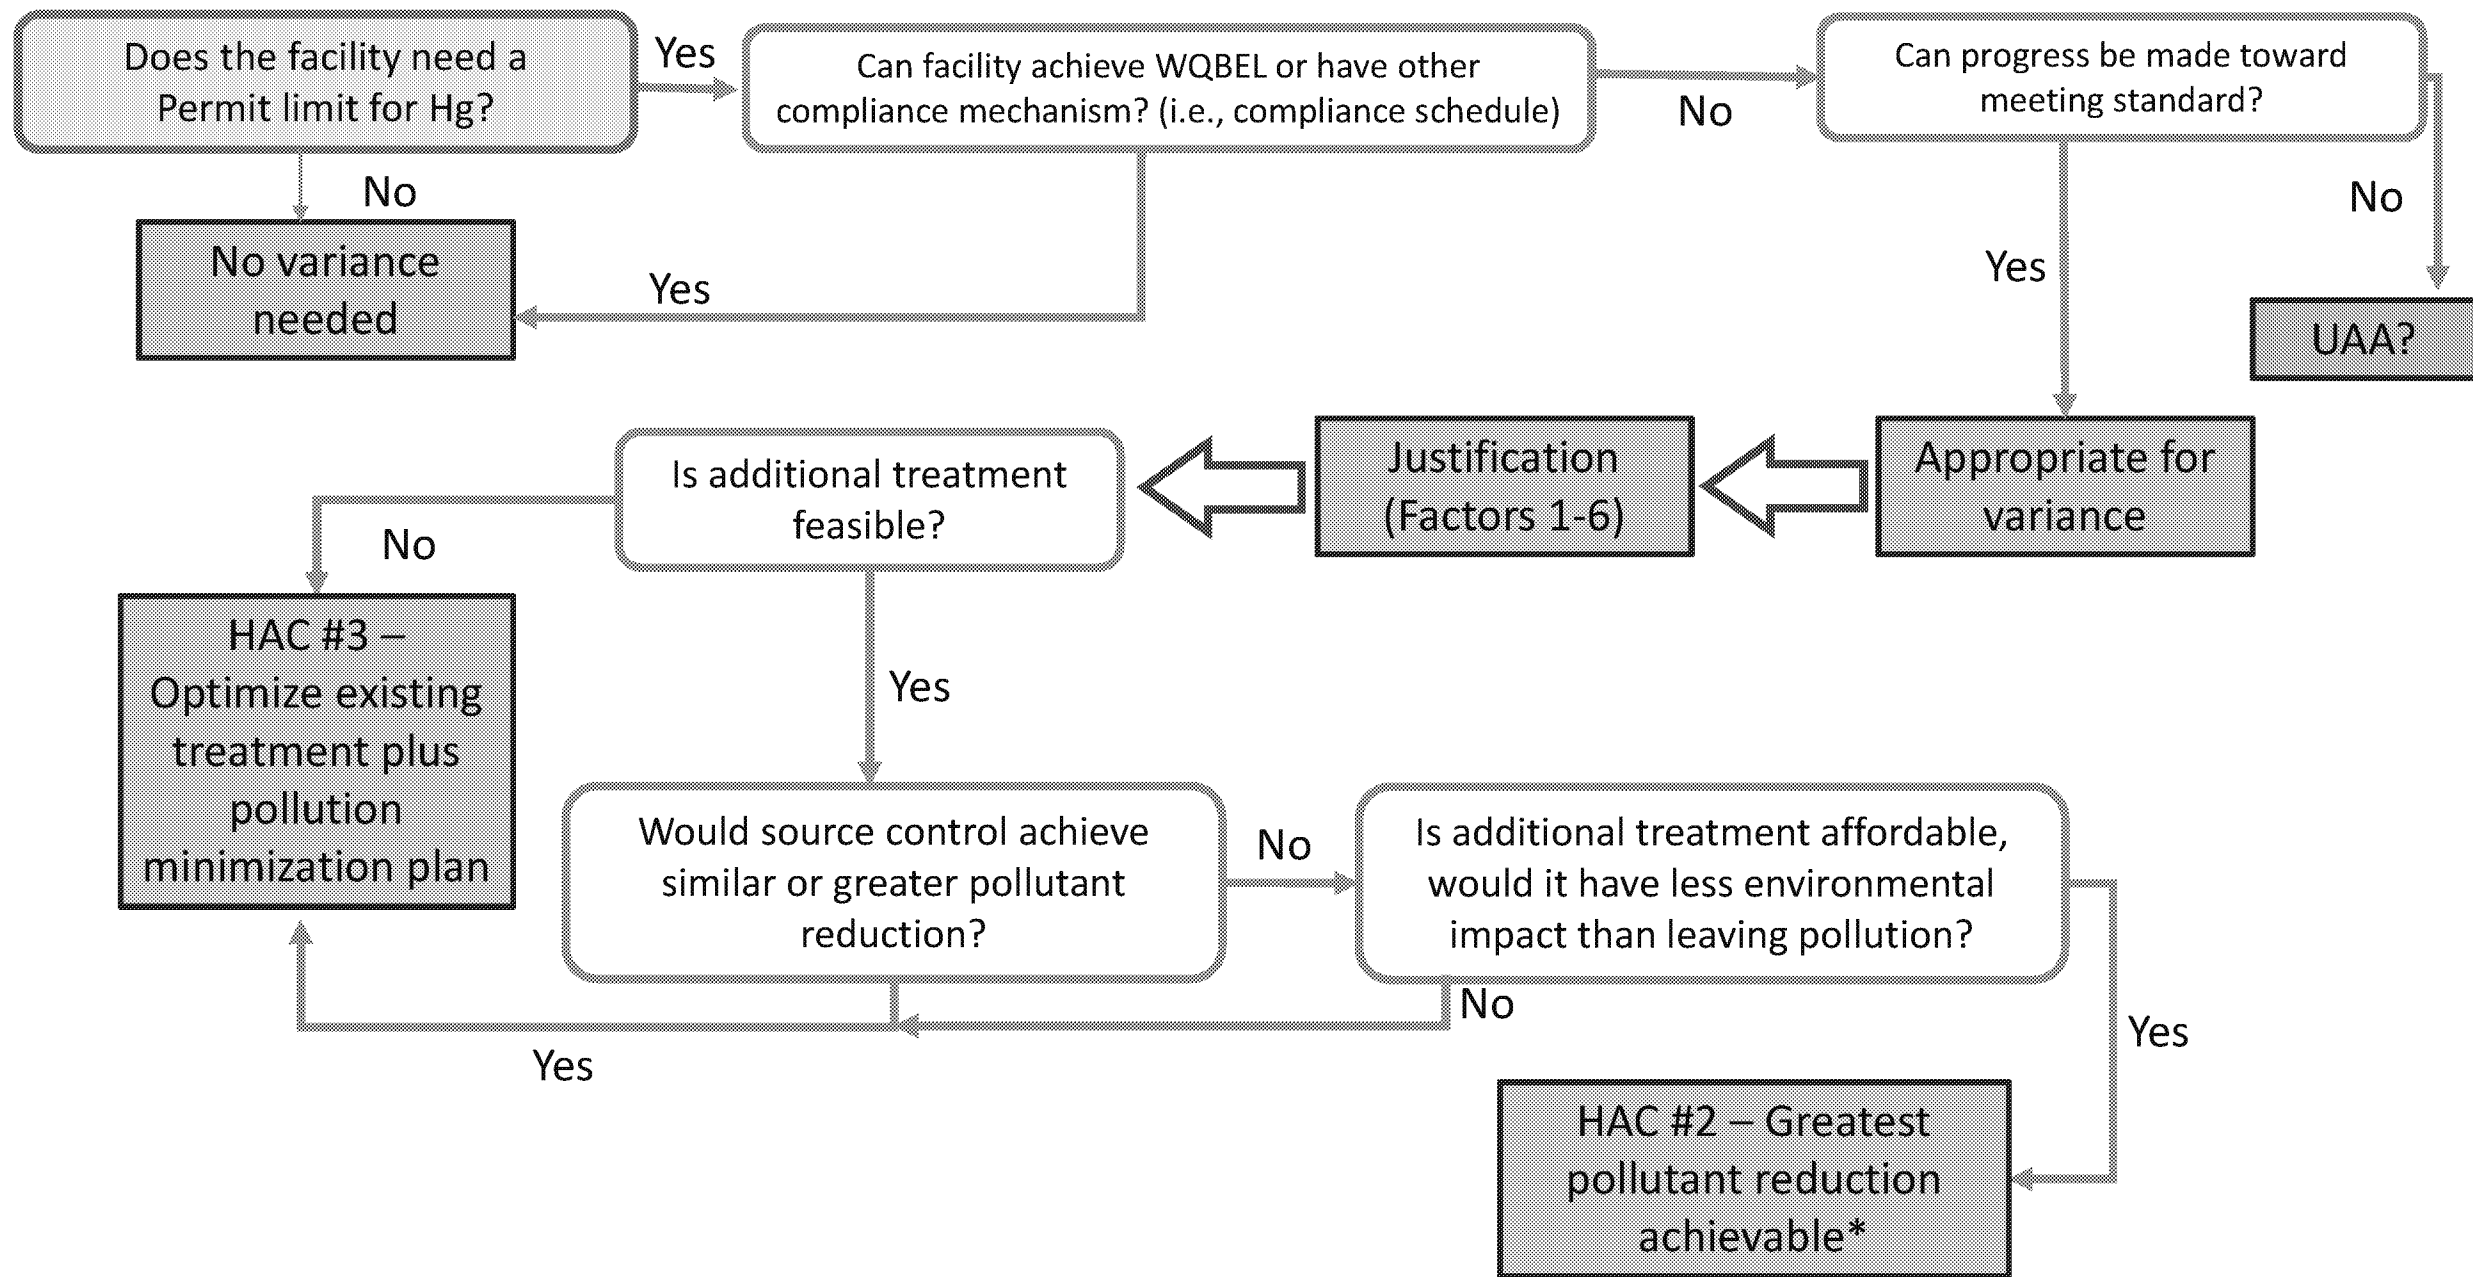 Does the facility need a
Permit limit for Hg?
Yes
Can facility achieve WQBEL or have other
compliance mechanism? (i.e., compliance schedule)
No
Can progress be made toward
meeting standard?
No
No
Yes
No variance
needed
Yes
UAA?
Is additional treatment
feasible?
Justification
(Factors 1-6)
Appropriate for
variance
No
HAC #3 –
Optimize existing
treatment plus
pollution
minimization plan
Yes
Would source control achieve
similar or greater pollutant
reduction?
No
Is additional treatment affordable,
would it have less environmental
impact than leaving pollution?
No
Yes
Yes
HAC #2 – Greatest
pollutant reduction
achievable*